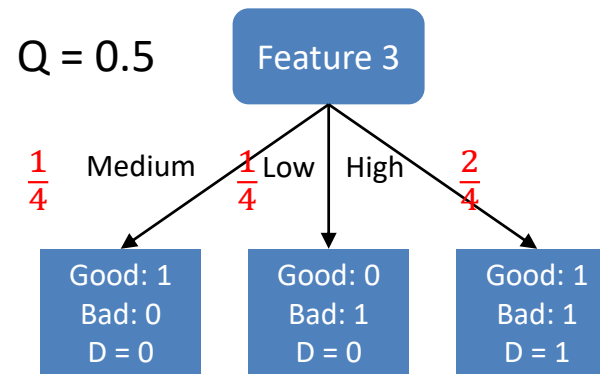 Q = 0.5
Feature 3
1/4
Medium
1/4
Low
High
2/4
Good: 1
Bad: 0
D = 0
Good: 0
Bad: 1
D = 0
Good: 1
Bad: 1
D = 1